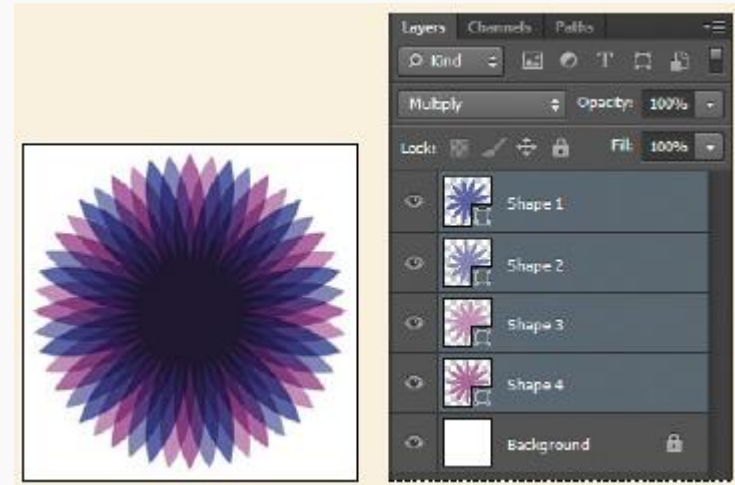 Layers Channels Paths
Kind T
Multiply Opacity: 100%
Lock: Fill: 100%
Shape 1
Shape 2
Shape 3
Shape 4
Background